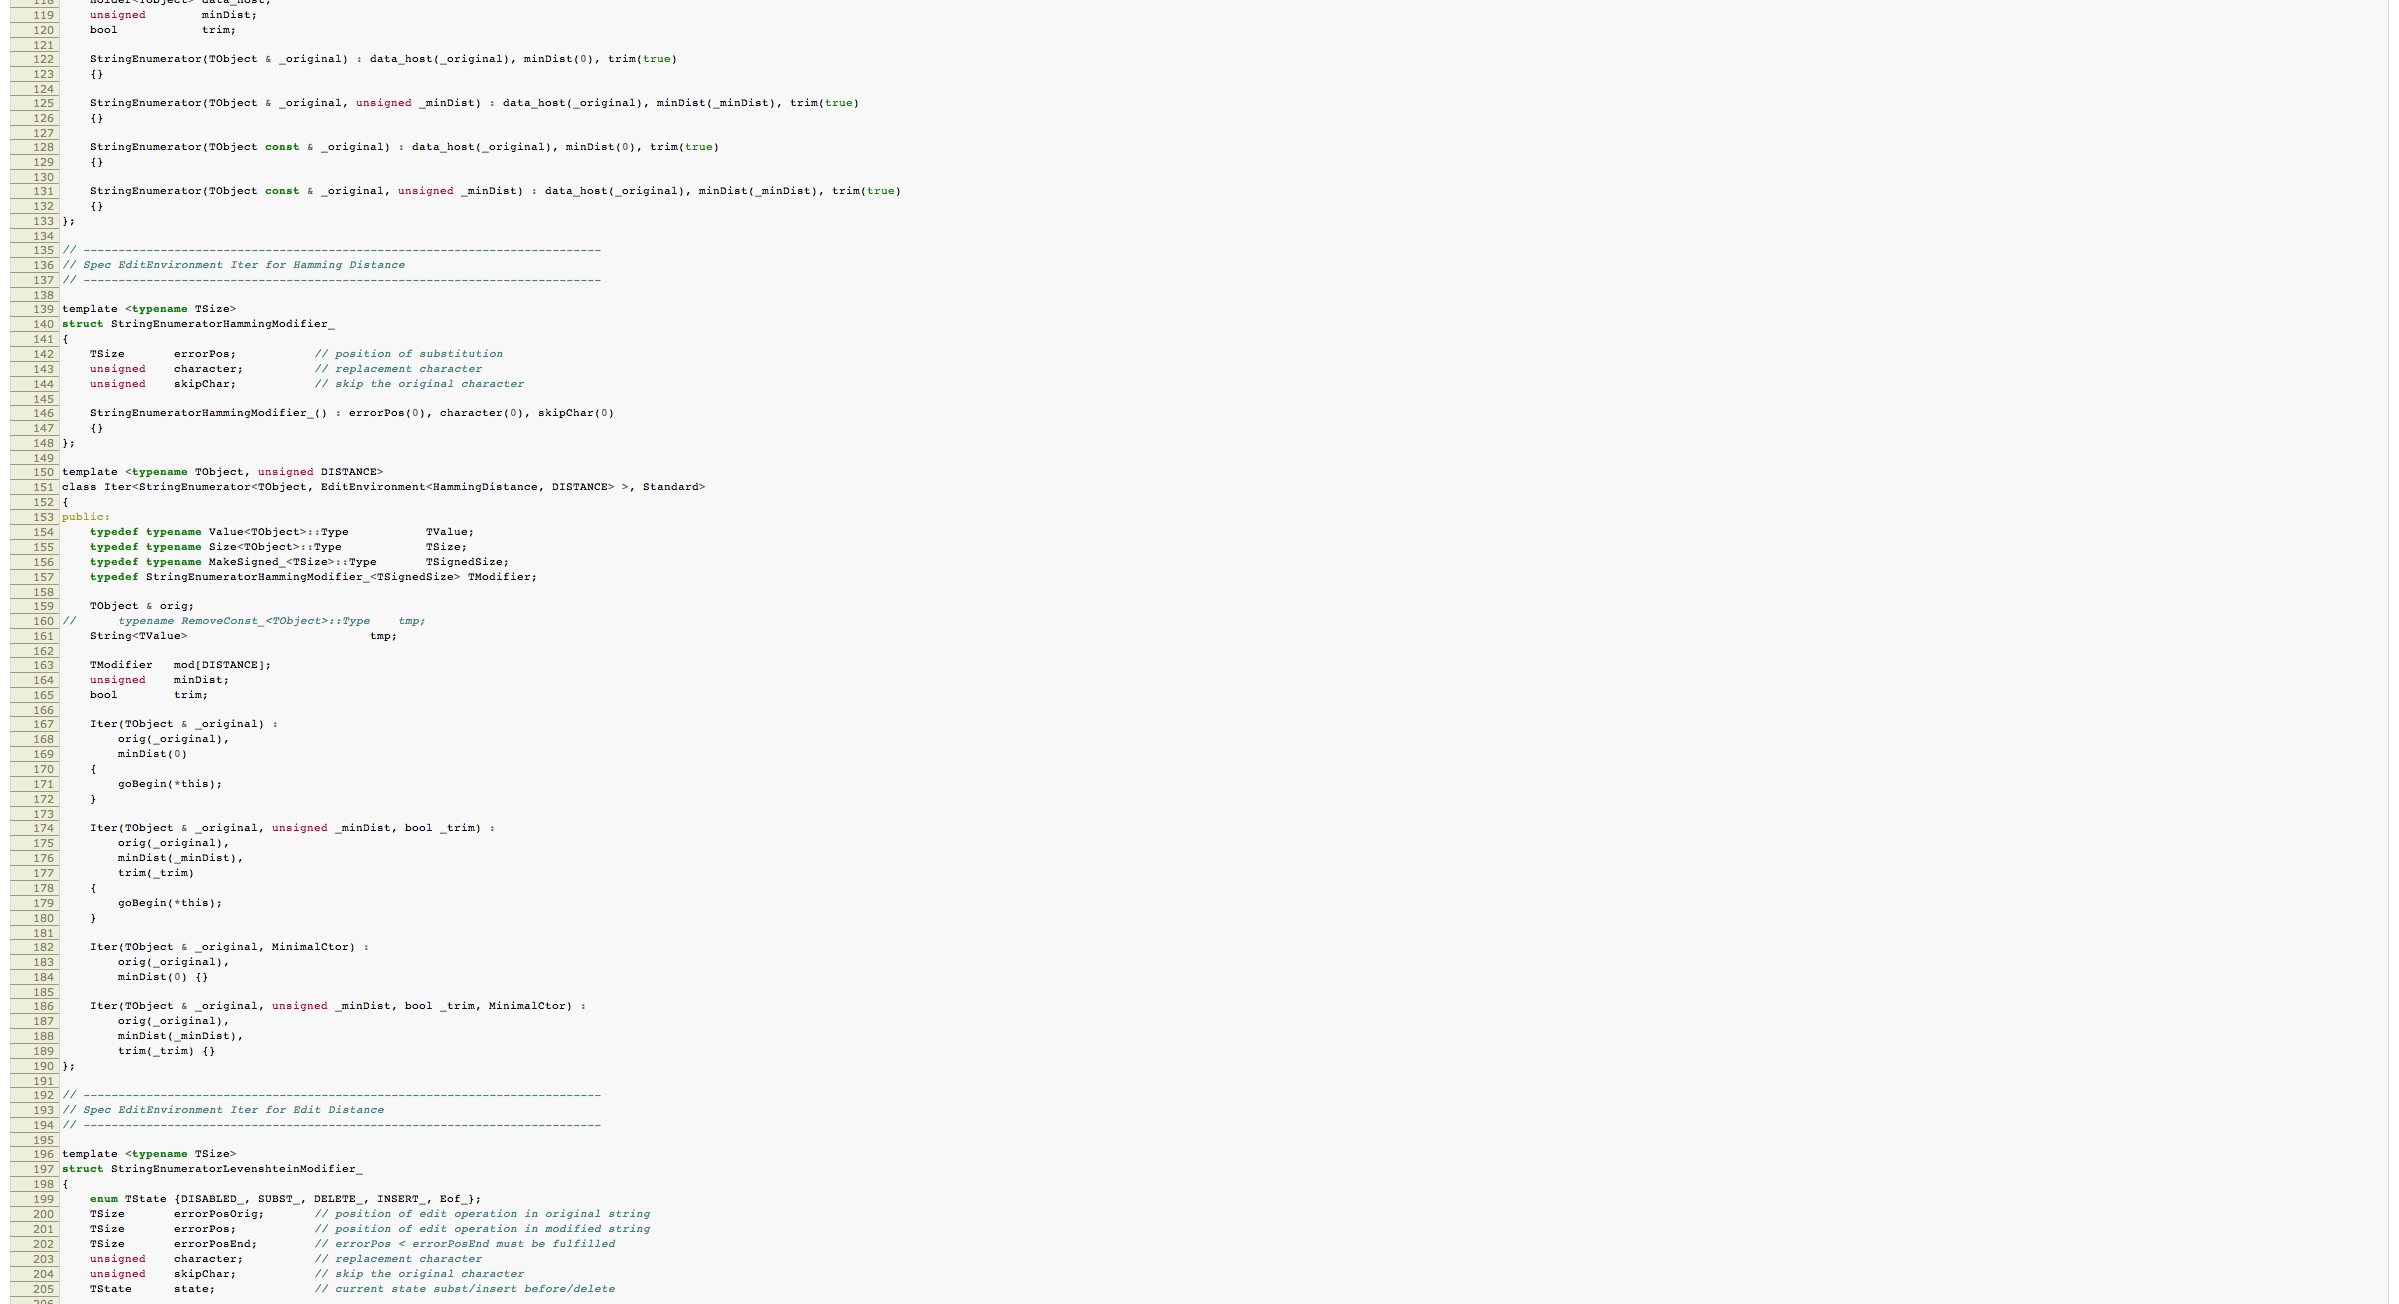 118     Holder<TObject> data_host;
119     unsigned        minDist;
120     bool            trim;
121
122     StringEnumerator(TObject & _original) : data_host(_original), minDist(0), trim(true)
123     {}
124
125     StringEnumerator(TObject & _original, unsigned _minDist) : data_host(_original), minDist(_minDist), trim(true)
126     {}
127
128     StringEnumerator(TObject const & _original) : data_host(_original), minDist(0), trim(true)
129     {}
130
131     StringEnumerator(TObject const & _original, unsigned _minDist) : data_host(_original), minDist(_minDist), trim(true)
132     {}
133 };
134
135 // --------------------------------------------------------------------------
136 // Spec EditEnvironment Iter for Hamming Distance
137 // --------------------------------------------------------------------------
138
139 template <typename TSize>
140 struct StringEnumeratorHammingModifier_
141 {
142     TSize       errorPos;           // position of substitution
143     unsigned    character;          // replacement character
144     unsigned    skipChar;           // skip the original character
145
146     StringEnumeratorHammingModifier_() : errorPos(0), character(0), skipChar(0)
147     {}
148 };
149
150 template <typename TObject, unsigned DISTANCE>
151 class Iter<StringEnumerator<TObject, EditEnvironment<HammingDistance, DISTANCE> >, Standard>
152 {
153 public:
154     typedef typename Value<TObject>::Type           TValue;
155     typedef typename Size<TObject>::Type            TSize;
156     typedef typename MakeSigned_<TSize>::Type       TSignedSize;
157     typedef StringEnumeratorHammingModifier_<TSignedSize> TModifier;
158
159     TObject & orig;
160 //      typename RemoveConst_<TObject>::Type    tmp;
161     String<TValue>                          tmp;
162
163     TModifier   mod[DISTANCE];
164     unsigned    minDist;
165     bool        trim;
166
167     Iter(TObject & _original) :
168         orig(_original),
169         minDist(0)
170     {
171         goBegin(*this);
172     }
173
174     Iter(TObject & _original, unsigned _minDist, bool _trim) :
175         orig(_original),
176         minDist(_minDist),
177         trim(_trim)
178     {
179         goBegin(*this);
180     }
181
182     Iter(TObject & _original, MinimalCtor) :
183         orig(_original),
184         minDist(0) {}
185
186     Iter(TObject & _original, unsigned _minDist, bool _trim, MinimalCtor) :
187         orig(_original),
188         minDist(_minDist),
189         trim(_trim) {}
190 };
191
192 // --------------------------------------------------------------------------
193 // Spec EditEnvironment Iter for Edit Distance
194 // --------------------------------------------------------------------------
195
196 template <typename TSize>
197 struct StringEnumeratorLevenshteinModifier_
198 {
199     enum TState {DISABLED_, SUBST_, DELETE_, INSERT_, Eof_};
200     TSize       errorPosOrig;       // position of edit operation in original string
201     TSize       errorPos;           // position of edit operation in modified string
202     TSize       errorPosEnd;        // errorPos < errorPosEnd must be fulfilled
203     unsigned    character;          // replacement character
204     unsigned    skipChar;           // skip the original character
205     TState      state;              // current state subst/insert before/delete
206